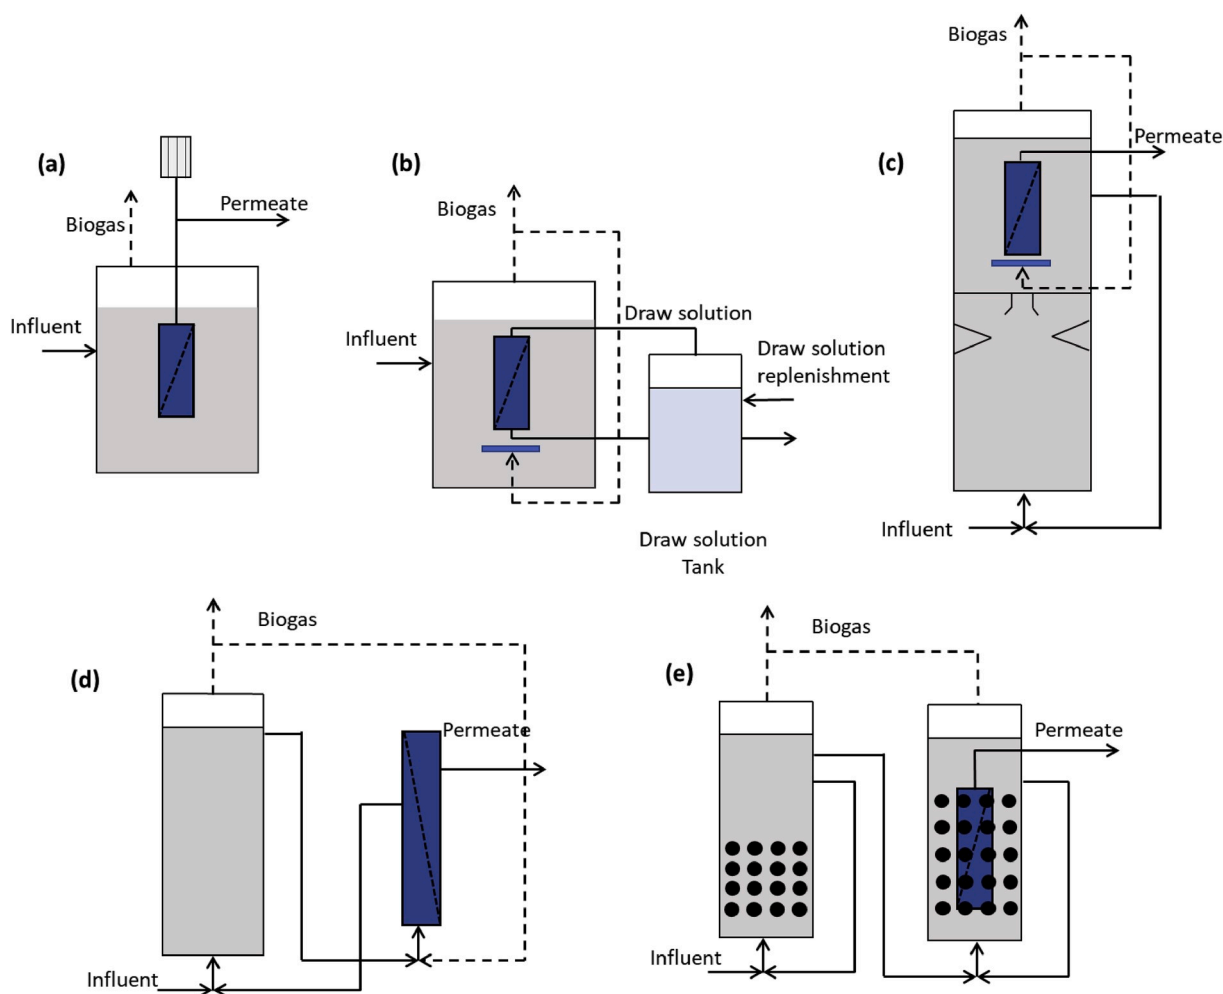 (a)
Biogas
Permeate
Influent
(b)
Biogas
Draw solution
Influent
Draw solution
replenishment
Draw solution
Tank
(c)
Biogas
Permeate
Influent
(d)
Biogas
Permeate
Influent
(e)
Biogas
Permeate
Influent